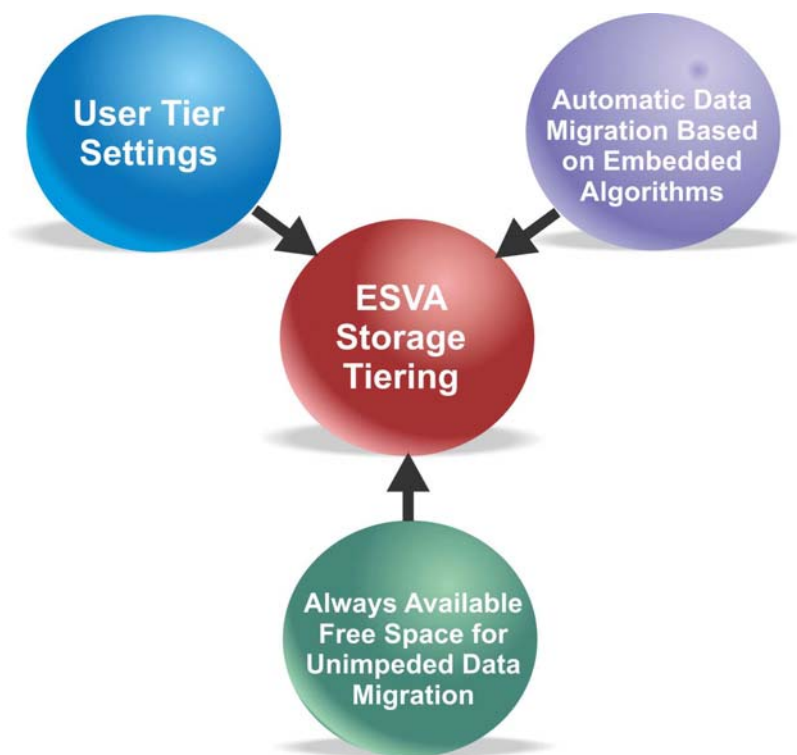 User Tier
Settings
Automatic Data
Migration Based
on Embedded
Algorithms
ESVA
Storage
Tiering
Always Available
Free Space for
Unimpeded Data
Migration